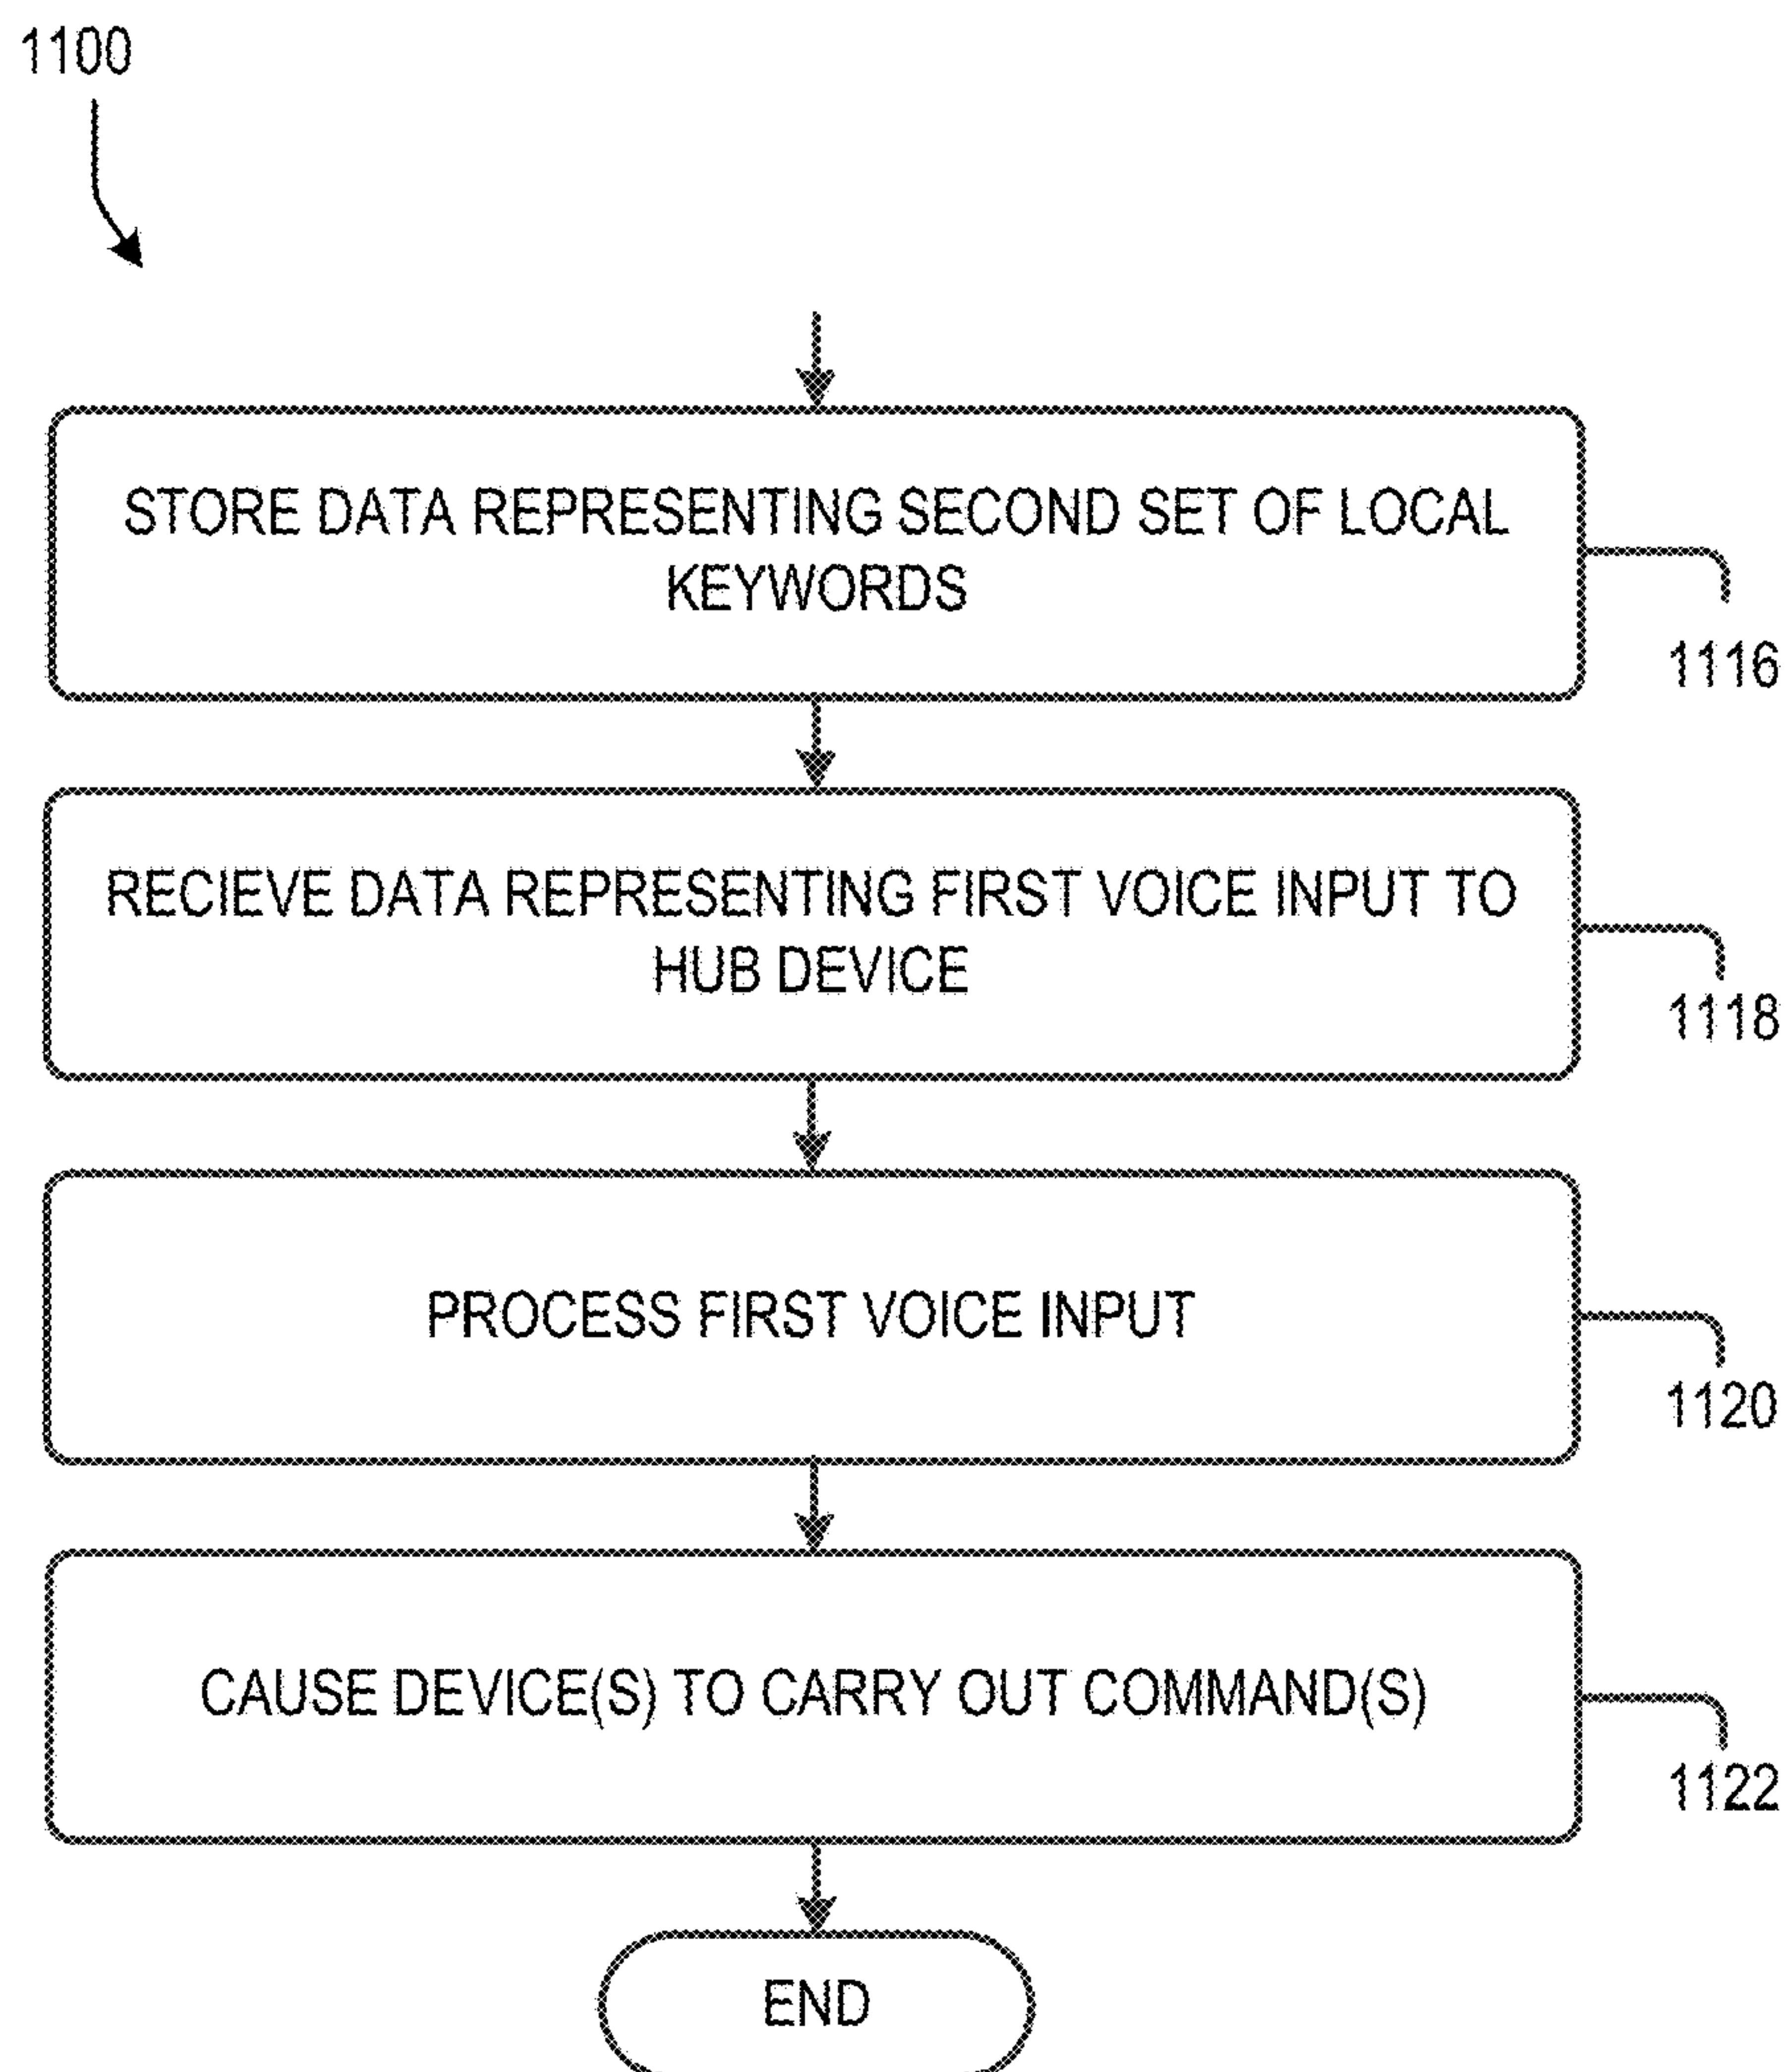 1100
STORE DATA REPRESENTING SECOND SET OF LOCAL
KEYWORDS
1116
RECIEVE DATA REPRESENTING FIRST VOICE INPUT TO
HUB DEVICE
1118
PROCESS FIRST VOICE INPUT
1120
CAUSE DEVICE(S) TO CARRY OUT COMMAND(S)
1122
END